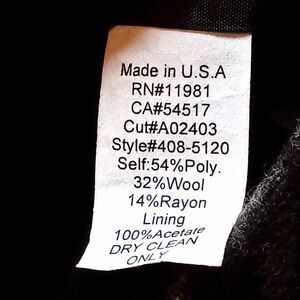 Made in U.S.A
RN#11981
CA#54517
Cut#A02403
Style#408-5120
Self:54%Poly.
32%Wool
14%Rayon
Lining
100%Acetate
DRY CLEAN
ONLY